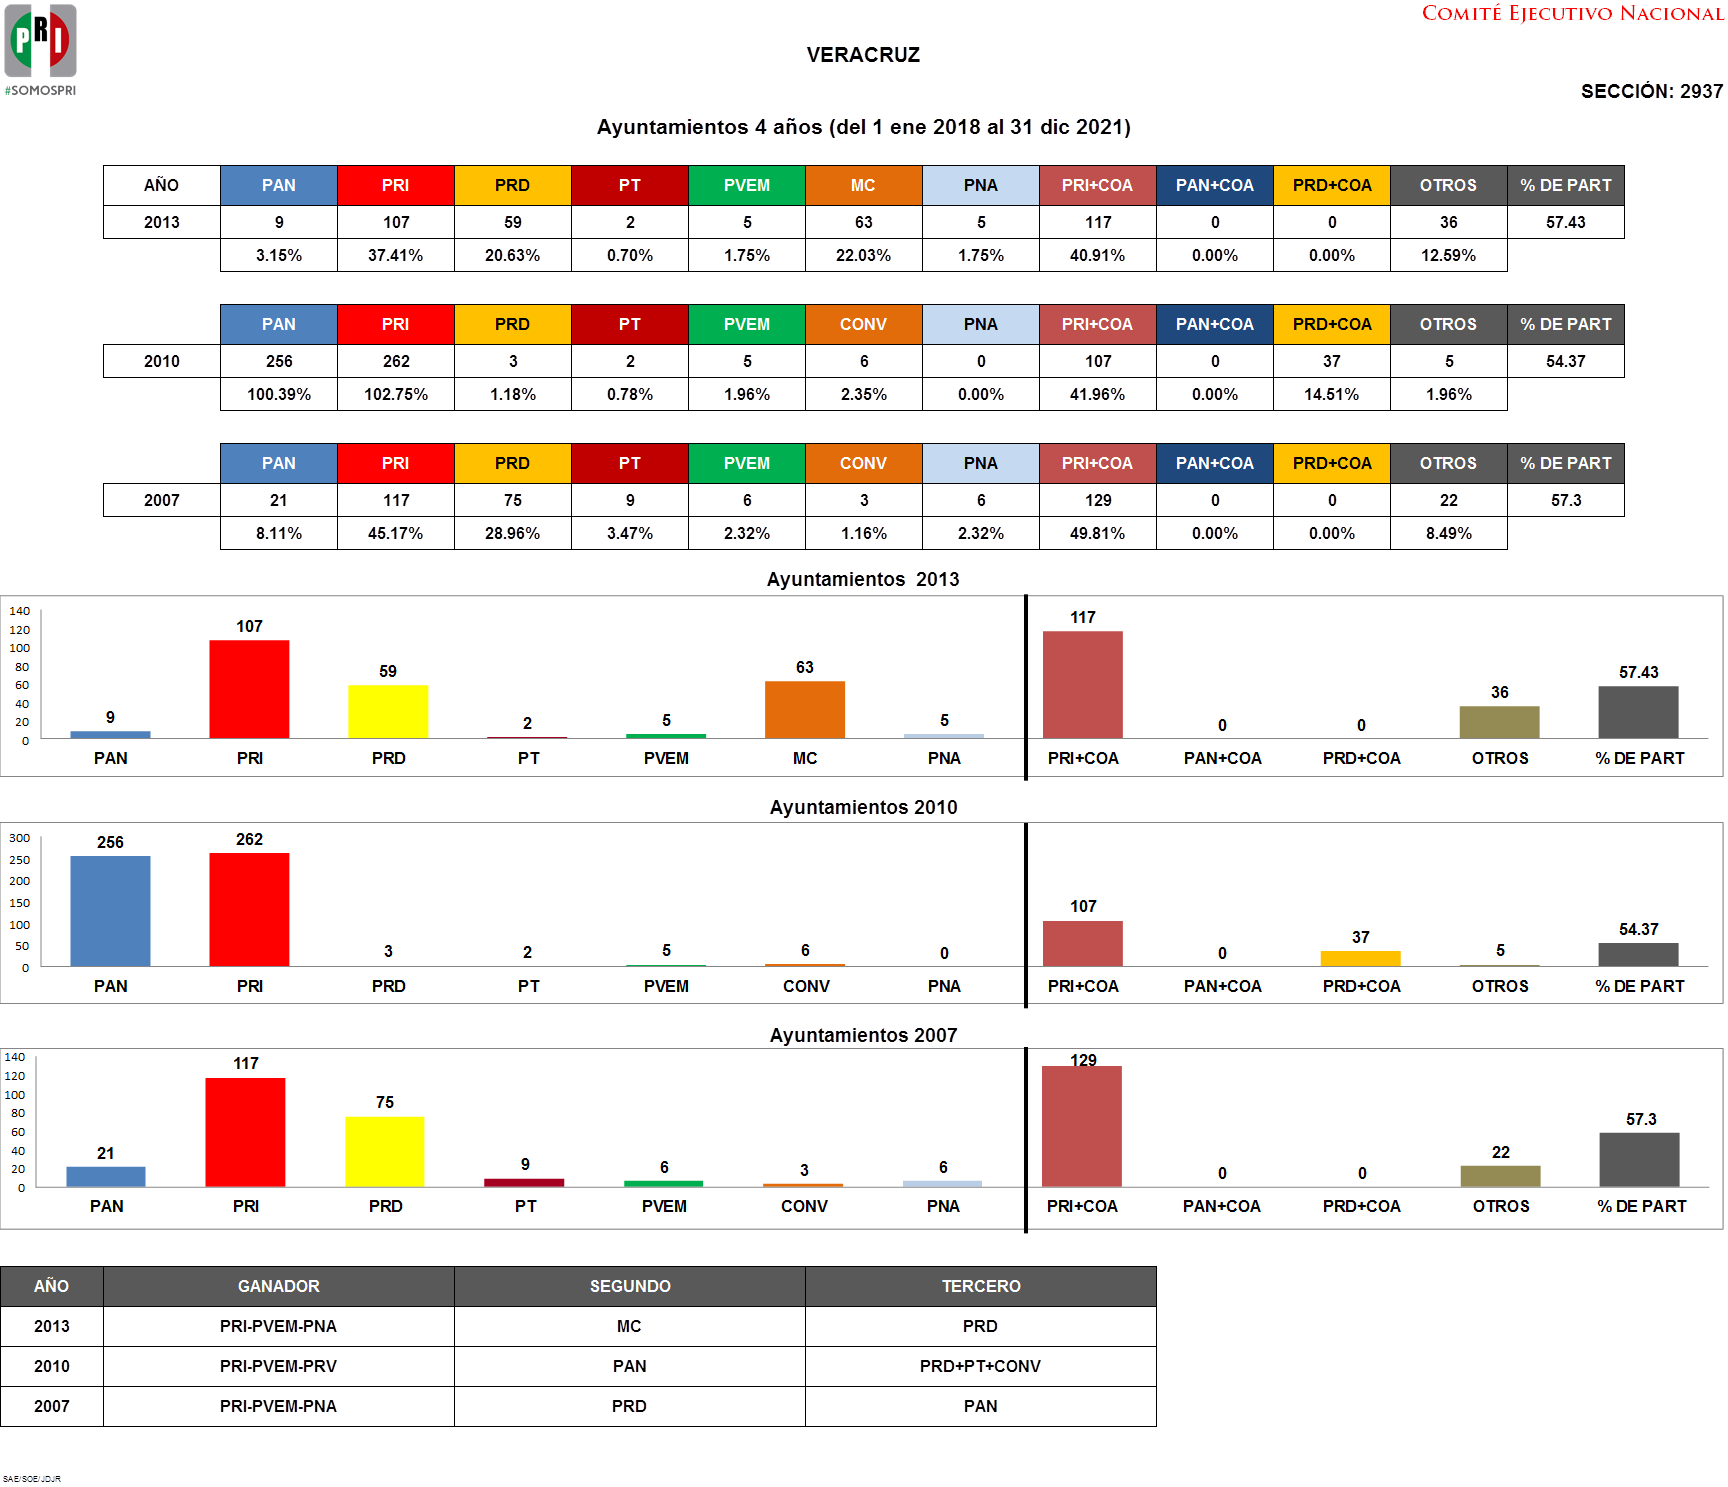 PRI
#SOMOSPRI
COMITÉ EJECUTIVO NACIONAL
VERACRUZ
SECCIÓN: 2937
Ayuntamientos 4 años (del 1 ene 2018 al 31 dic 2021)
AÑO PAN PRI PRD PT PVEM MC PNA PRI+COA PAN+COA PRD+COA OTROS % DE PART
2013 9 107 59 2 5 63 5 117 0 0 36 57.43
3.15% 37.41% 20.63% 0.70% 1.75% 22.03% 1.75% 40.91% 0.00% 0.00% 12.59%
PAN PRI PRD PT PVEM CONV PNA PRI+COA PAN+COA PRD+COA OTROS % DE PART
2010 256 262 3 2 5 6 0 107 0 37 5 54.37
100.39% 102.75% 1.18% 0.78% 1.96% 2.35% 0.00% 41.96% 0.00% 14.51% 1.96%
PAN PRI PRD PT PVEM CONV PNA PRI+COA PAN+COA PRD+COA OTROS % DE PART
2007 21 117 75 9 6 3 6 129 0 0 22 57.3
8.11% 45.17% 28.96% 3.47% 2.32% 1.16% 2.32% 49.81% 0.00% 0.00% 8.49%
Ayuntamientos 2013
140
120
100
80
60
40
20
0
9 107 59 2 5 63 5 117 0 0 36 57.43
PAN PRI PRD PT PVEM MC PNA PRI+COA PAN+COA PRD+COA OTROS % DE PART
Ayuntamientos 2010
300
250
200
150
100
50
0
256 262 3 2 5 6 0 107 0 37 5 54.37
PAN PRI PRD PT PVEM CONV PNA PRI+COA PAN+COA PRD+COA OTROS % DE PART
Ayuntamientos 2007
140
120
100
80
60
40
20
0
21 117 75 9 6 3 6 129 0 0 22 57.3
PAN PRI PRD PT PVEM CONV PNA PRI+COA PAN+COA PRD+COA OTROS % DE PART
AÑO GANADOR SEGUNDO TERCERO
2013 PRI-PVEM-PNA MC PRD
2010 PRI-PVEM-PRV PAN PRD+PT+CONV
2007 PRI-PVEM-PNA PRD PAN
SAE/SOE/JDJR